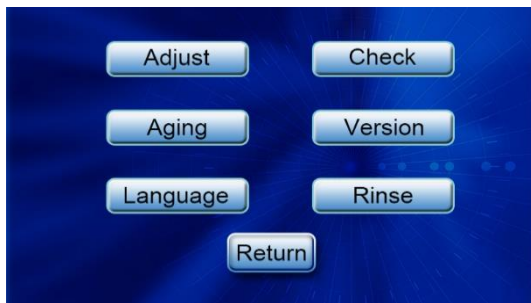 Adjust
Check
Aging
Version
Language
Rinse
Return